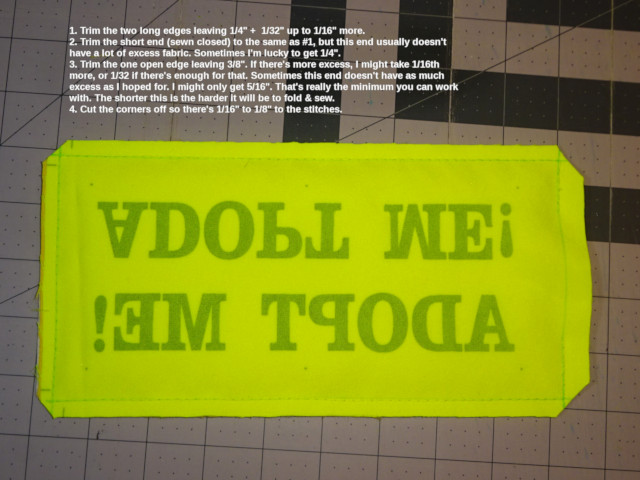 1. Trim the two long edges leaving 1/4" + 1/32" up to 1/16" more.
2. Trim the short end (sewn closed) to the same as #1, but this end usually doesn't
have a lot of excess fabric. Sometimes I'm lucky to get 1/4".
3. Trim the one open edge leaving 3/8". If there's more excess, I might take 1/16th
more, or 1/32 if there's enough for that. Sometimes this end doesn't have as much
excess as I hoped for. I might only get 5/16". That's really the minimum you can work
with. The shorter this is the harder it will be to fold & sew.
4. Cut the corners off so there's 1/16" to 1/8" to the stitches.
ADOPT ME!
ADOPT ME!